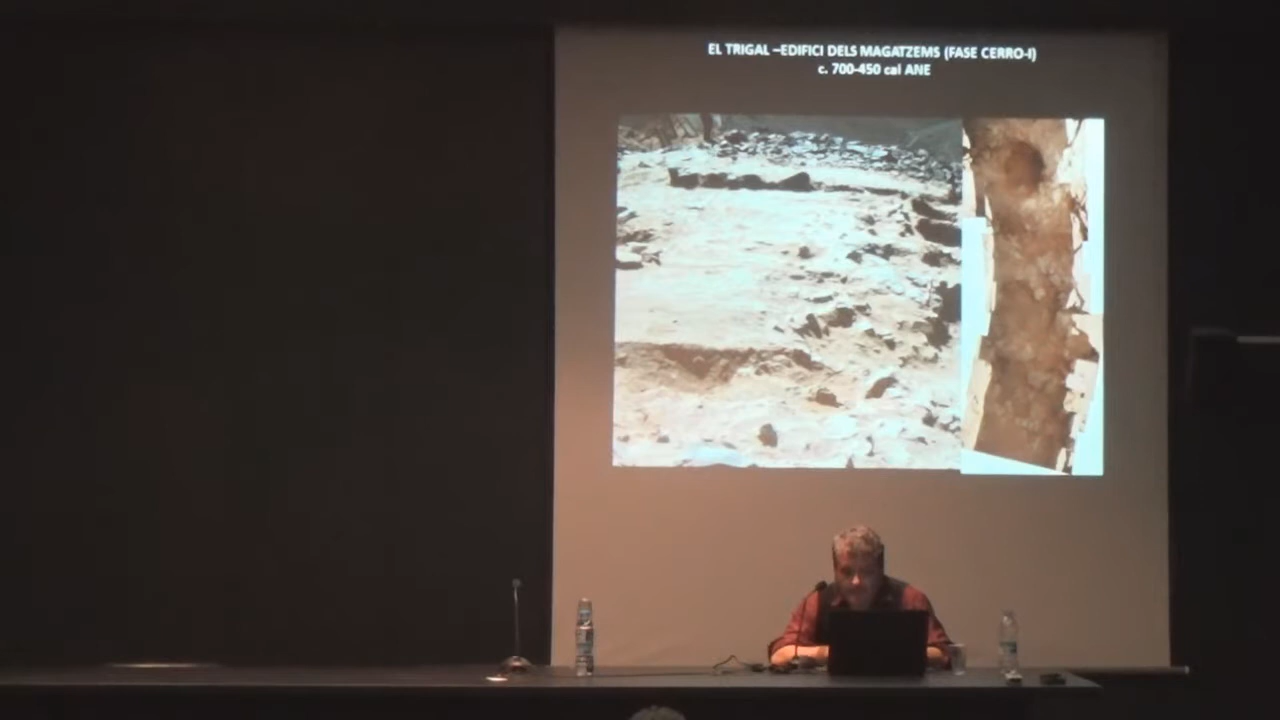 EL TRIGAL –EDIFICI DELS MAGATZEMS (FASE CERRO-I)
c. 700-450 cal ANE